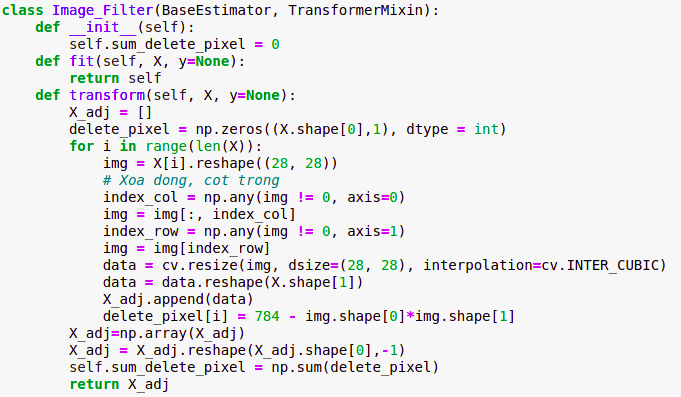 class Image_Filter(BaseEstimator, TransformerMixin):
    def __init__(self):
        self.sum_delete_pixel = 0
    def fit(self, X, y=None):
        return self
    def transform(self, X, y=None):
        X_adj = []
        delete_pixel = np.zeros((X.shape[0],1), dtype = int)
        for i in range(len(X)):
            img = X[i].reshape((28, 28))
            # Xoa dong, cot trong
            index_col = np.any(img != 0, axis=0)
            img = img[:, index_col]
            index_row = np.any(img != 0, axis=1)
            img = img[index_row]
            data = cv.resize(img, dsize=(28, 28), interpolation=cv.INTER_CUBIC)
            data = data.reshape(X.shape[1])
            X_adj.append(data)
            delete_pixel[i] = 784 - img.shape[0]*img.shape[1]
        X_adj=np.array(X_adj)
        X_adj = X_adj.reshape(X_adj.shape[0],-1)
        self.sum_delete_pixel = np.sum(delete_pixel)
        return X_adj